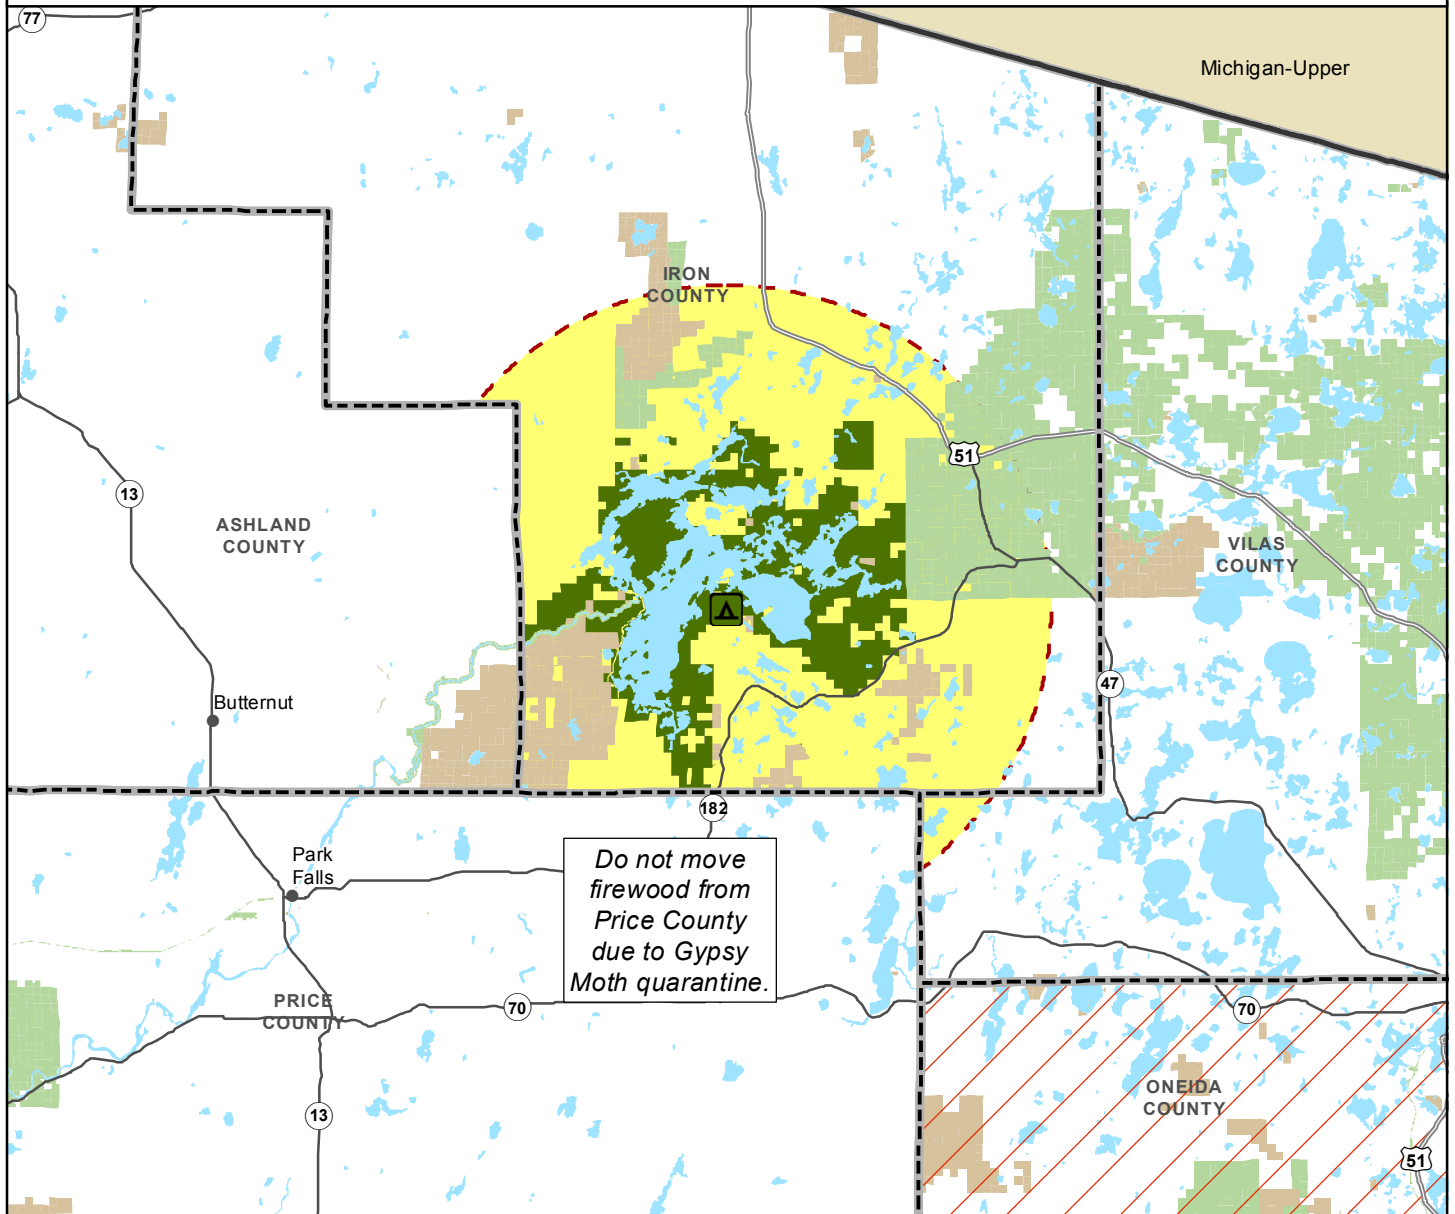 77
Michigan-Upper
IRON
COUNTY
51
13
ASHLAND
COUNTY
VILAS
COUNTY
47
Butternut
182
Park
Falls
Do not move
firewood from
Price County
due to Gypsy
Moth quarantine.
PRICE
COUNTY
70
70
ONEIDA
COUNTY
13
51